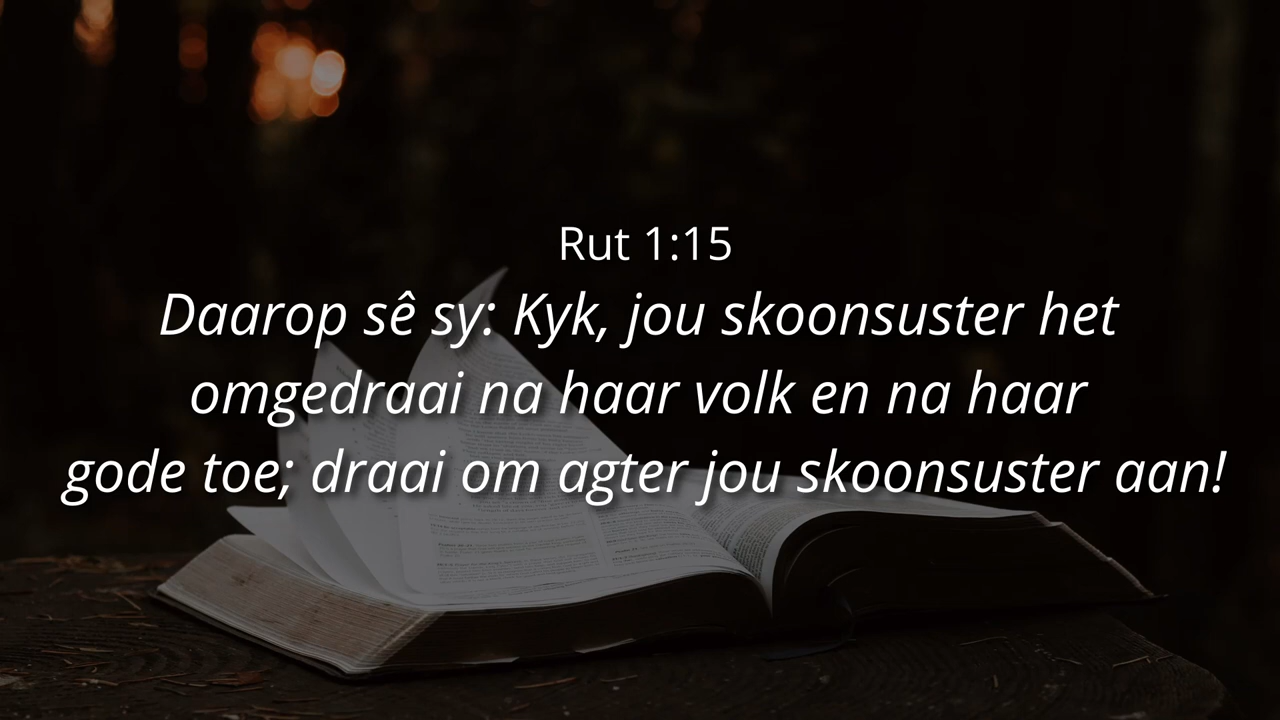 Rut 1:15
Daarop sê sy: Kyk, jou skoonsuster het
omgedraai na haar volk en na haar
gode toe; draai om agter jou skoonsuster aan!